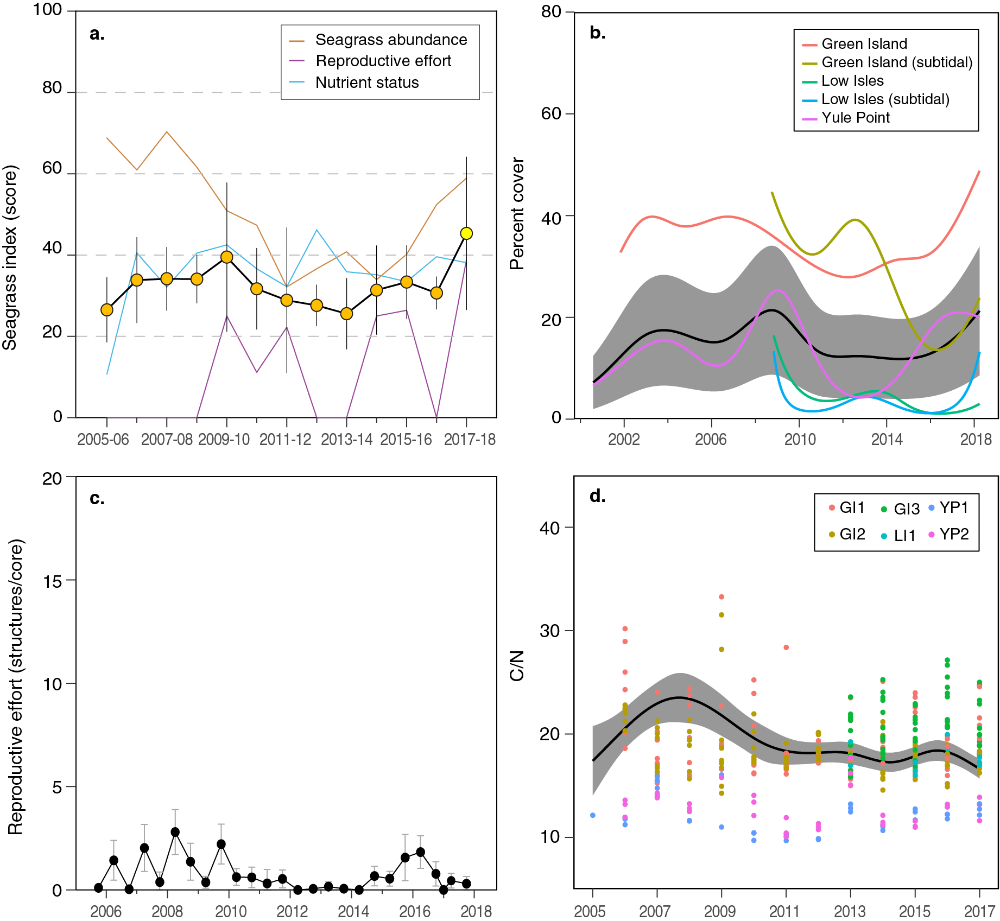 a.
Seagrass abundance
Reproductive effort
Nutrient status
Seagrass index (score)
100
80
60
40
20
0
2005-06 2007-08 2009-10 2011-12 2013-14 2015-16 2017-18
b.
Green Island
Green Island (subtidal)
Low Isles
Low Isles (subtidal)
Yule Point
Percent cover
80
60
40
20
0
2002 2006 2010 2014 2018
c.
Reproductive effort (structures/core)
20
15
10
5
0
2006 2008 2010 2012 2014 2016 2018
d.
GI1 GI3 YP1
GI2 LI1 YP2
C/N
40
30
20
10
2005 2007 2009 2011 2013 2015 2017